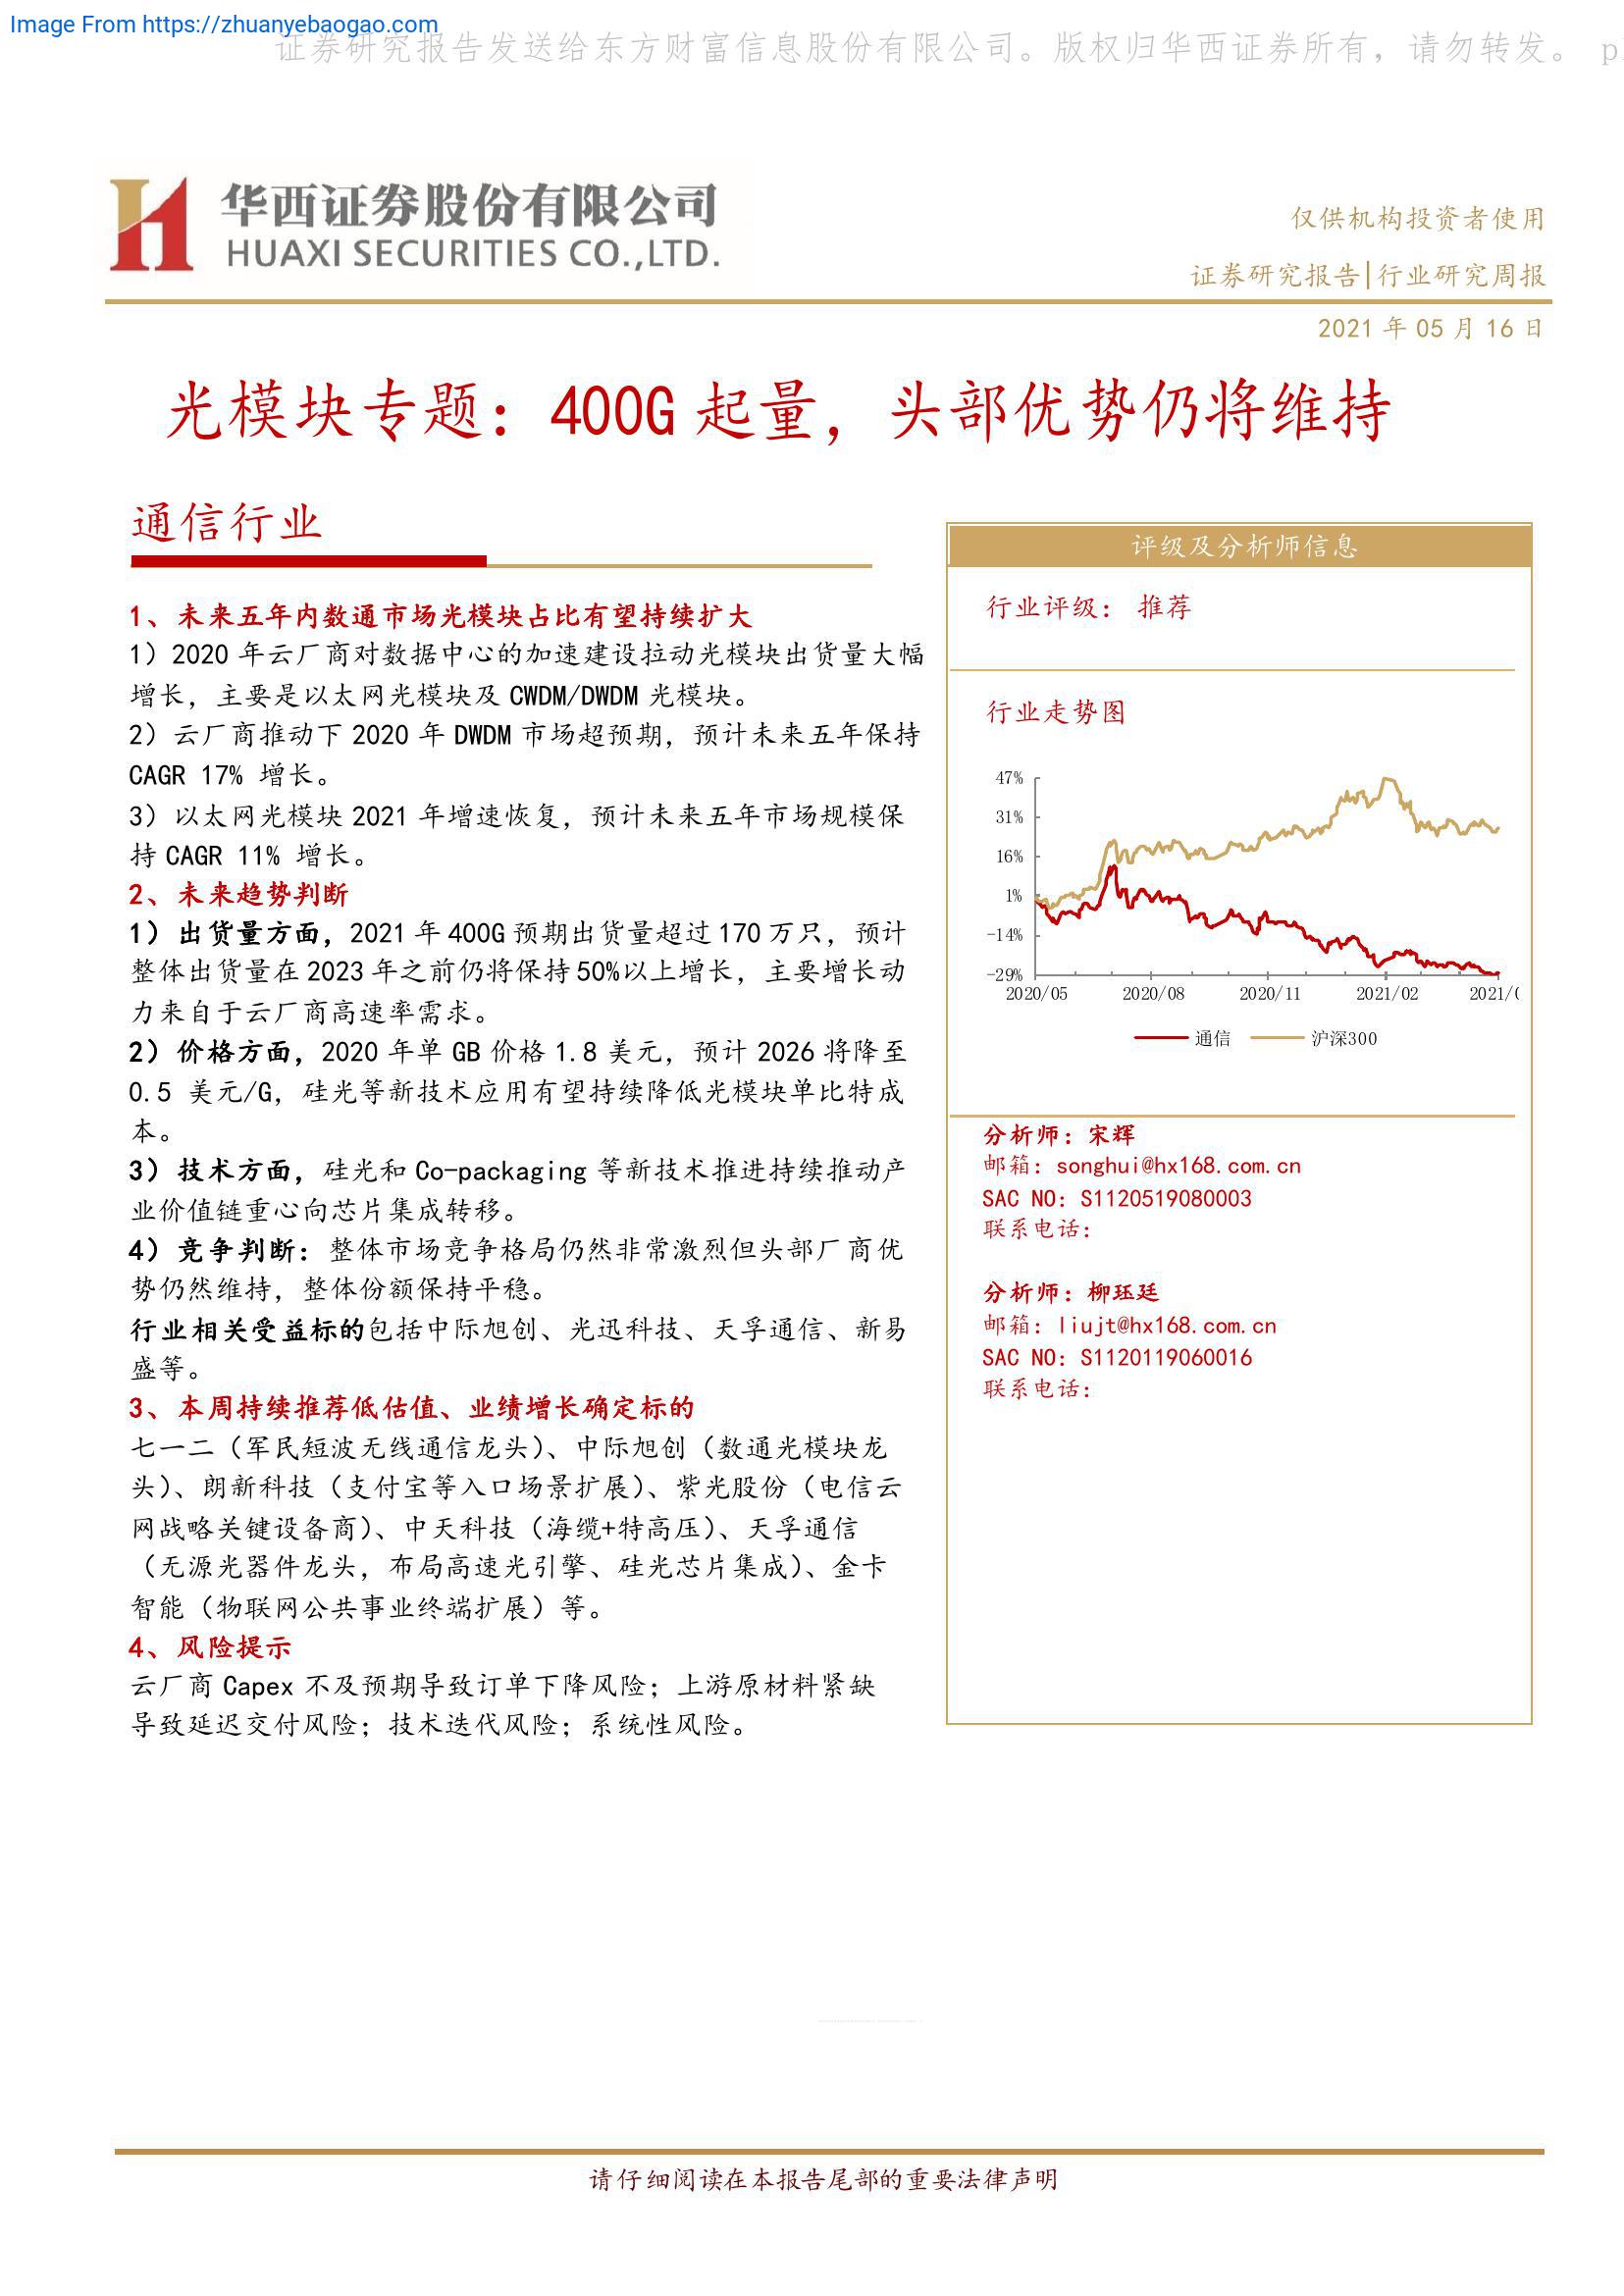 Image From https://zhuanyebaogao.com
证券研究报告发送给东方财富信息股份有限公司。版权归华西证券所有，请勿转发。 p
华西证券股份有限公司
HUAXI SECURITIES CO.,LTD.
仅供机构投资者使用
证券研究报告|行业研究周报
2021 年 05 月 16 日
光模块专题：400G 起量，头部优势仍将维持
通信行业
1、未来五年内数通市场光模块占比有望持续扩大
1）2020 年云厂商对数据中心的加速建设拉动光模块出货量大幅
增长，主要是以太网光模块及 CWDM/DWDM 光模块。
2）云厂商推动下 2020 年 DWDM 市场超预期，预计未来五年保持
CAGR 17% 增长。
3）以太网光模块 2021 年增速恢复，预计未来五年市场规模保
持 CAGR 11% 增长。
2、未来趋势判断
1）出货量方面，2021 年 400G 预期出货量超过 170 万只，预计
整体出货量在 2023 年之前仍将保持 50%以上增长，主要增长动
力来自于云厂商高速率需求。
2）价格方面，2020 年单 GB 价格 1.8 美元，预计 2026 将降至
0.5 美元/G，硅光等新技术应用有望持续降低光模块单比特成
本。
3）技术方面，硅光和 Co-packaging 等新技术推进持续推动产
业价值链重心向芯片集成转移。
4）竞争判断：整体市场竞争格局仍然非常激烈但头部厂商优
势仍然维持，整体份额保持平稳。
行业相关受益标的包括中际旭创、光迅科技、天孚通信、新易
盛等。
3、本周持续推荐低估值、业绩增长确定标的
七一二（军民短波无线通信龙头）、中际旭创（数通光模块龙
头）、朗新科技（支付宝等入口场景扩展）、紫光股份（电信云
网战略关键设备商）、中天科技（海缆+特高压）、天孚通信
（无源光器件龙头，布局高速光引擎、硅光芯片集成）、金卡
智能（物联网公共事业终端扩展）等。
4、风险提示
云厂商 Capex 不及预期导致订单下降风险；上游原材料紧缺
导致延迟交付风险；技术迭代风险；系统性风险。
评级及分析师信息
行业评级： 推荐
行业走势图
47%
31%
16%
1%
-14%
-29%
2020/05 2020/08 2020/11 2021/02 2021/0
通信 沪深300
分析师：宋辉
邮箱：songhui@hx168.com.cn
SAC NO：S1120519080003
联系电话：
分析师：柳珏廷
邮箱：liujt@hx168.com.cn
SAC NO：S1120119060016
联系电话：
请仔细阅读在本报告尾部的重要法律声明